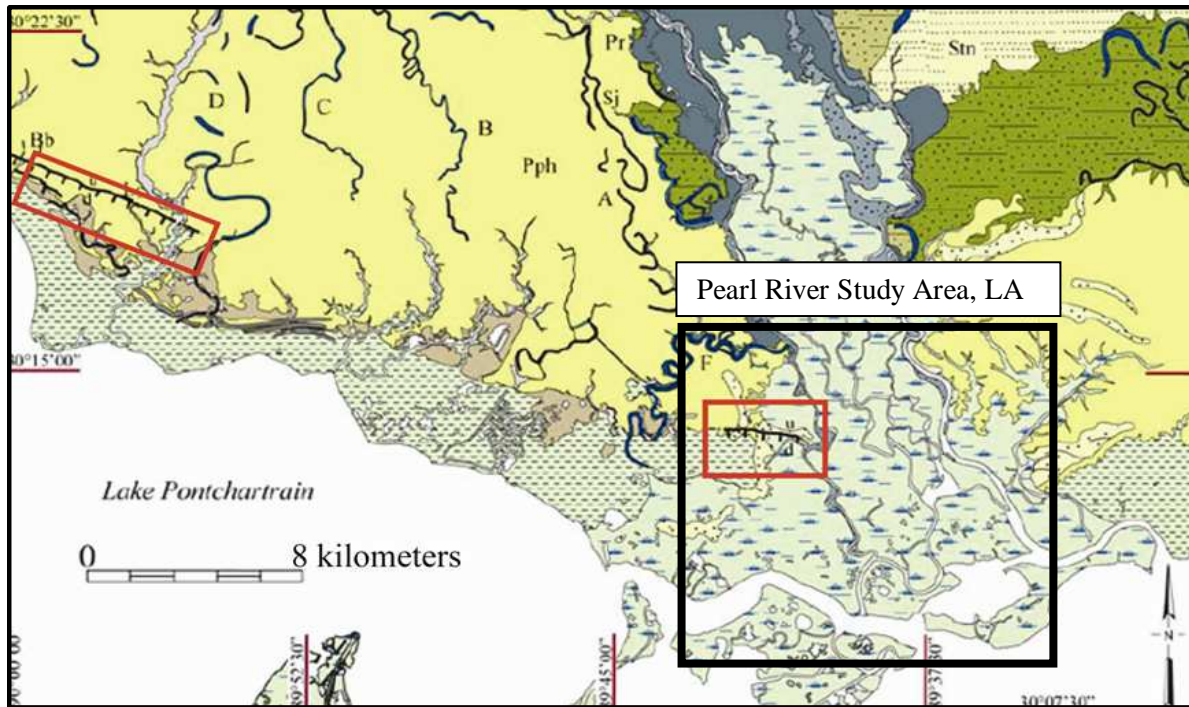 30°22'30"
Stn
Pr
D
C
Sj
B
Bb
Pph
A
u
d
Pearl River Study Area, LA
30°15'00"
F
u
d
Lake Pontchartrain
0
8 kilometers
N
89°52'30"
89°45'00"
89°37'30"
30°07'30"